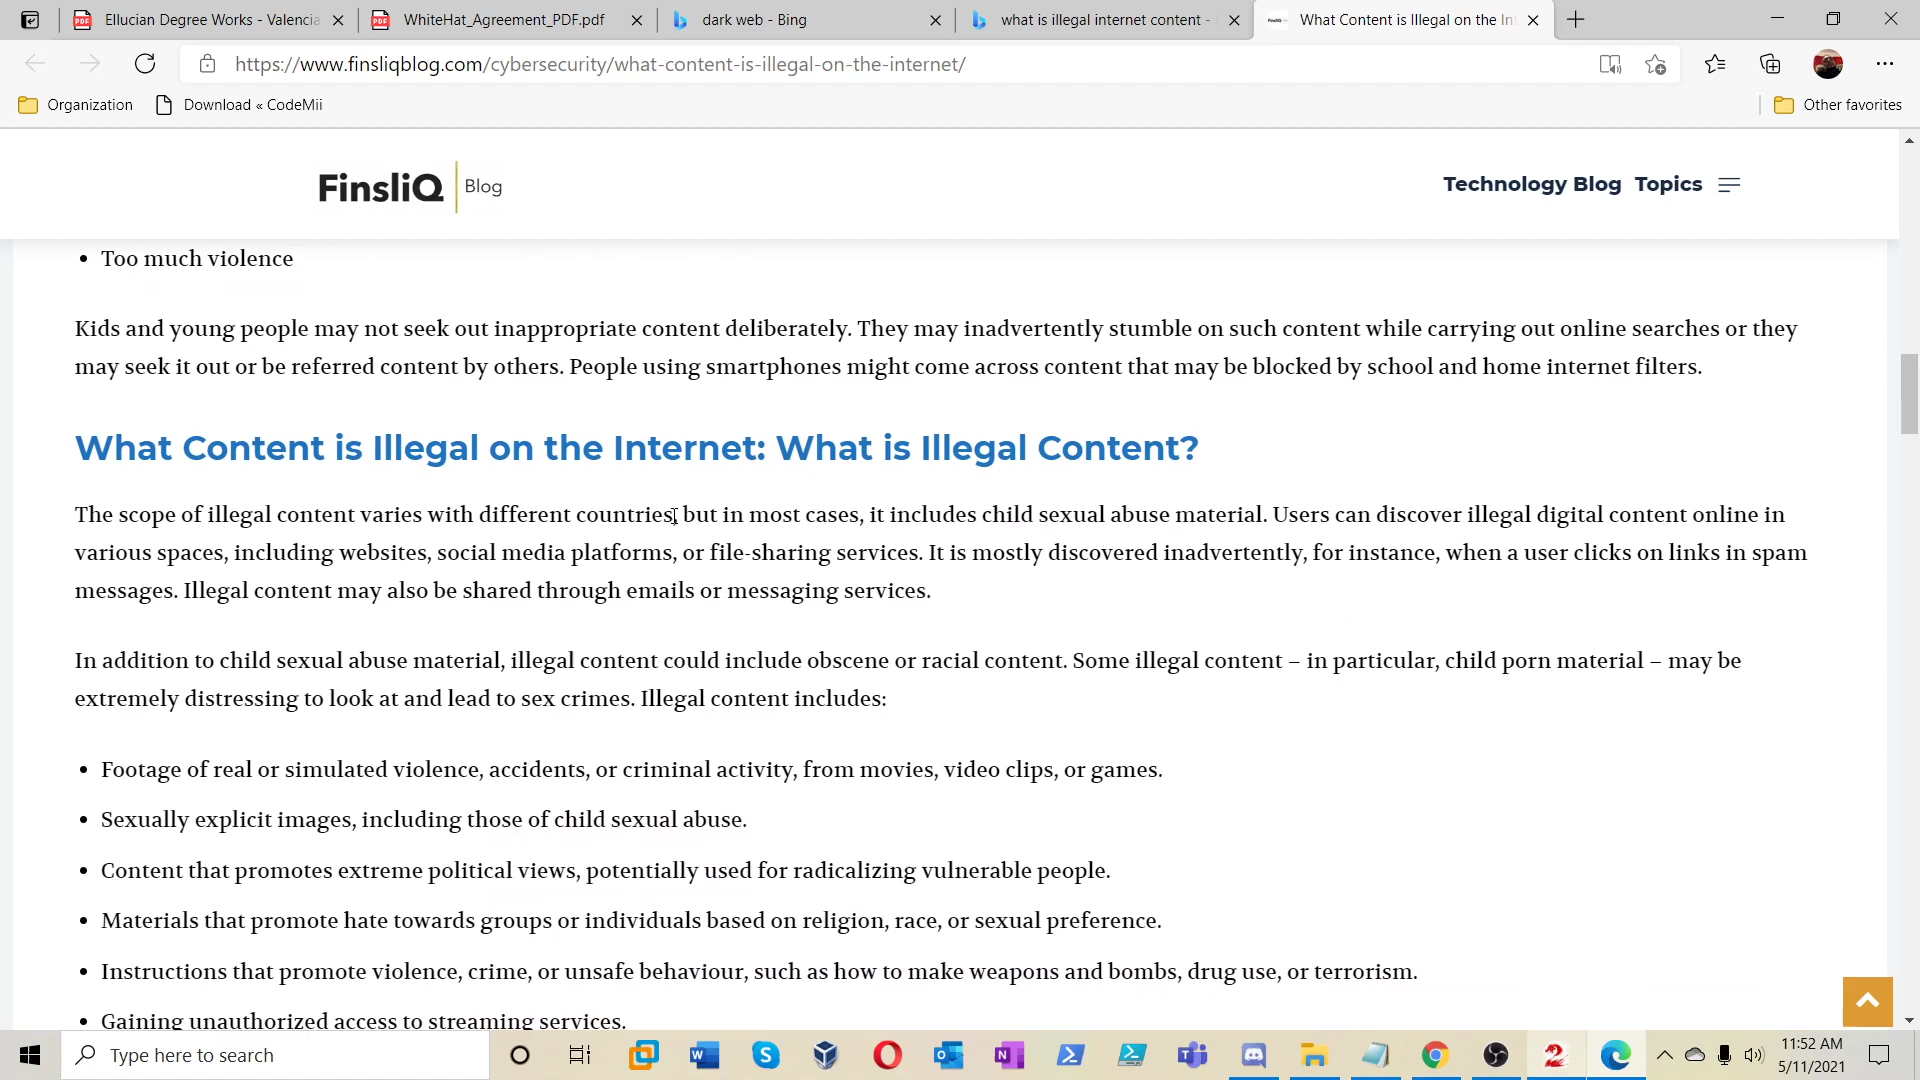 Ellucian Degree Works - Valencia
WhiteHat_Agreement_PDF.pdf
dark web - Bing
what is illegal internet content -
What Content is Illegal on the Int
https://www.finsliqblog.com/cybersecurity/what-content-is-illegal-on-the-internet/
Organization
Download « CodeMii
Other favorites
FinsliQ Blog
Technology Blog Topics
• Too much violence
Kids and young people may not seek out inappropriate content deliberately. They may inadvertently stumble on such content while carrying out online searches or they
may seek it out or be referred content by others. People using smartphones might come across content that may be blocked by school and home internet filters.
What Content is Illegal on the Internet: What is Illegal Content?
The scope of illegal content varies with different countries, but in most cases, it includes child sexual abuse material. Users can discover illegal digital content online in
various spaces, including websites, social media platforms, or file-sharing services. It is mostly discovered inadvertently, for instance, when a user clicks on links in spam
messages. Illegal content may also be shared through emails or messaging services.
In addition to child sexual abuse material, illegal content could include obscene or racial content. Some illegal content – in particular, child porn material – may be
extremely distressing to look at and lead to sex crimes. Illegal content includes:
• Footage of real or simulated violence, accidents, or criminal activity, from movies, video clips, or games.
• Sexually explicit images, including those of child sexual abuse.
• Content that promotes extreme political views, potentially used for radicalizing vulnerable people.
• Materials that promote hate towards groups or individuals based on religion, race, or sexual preference.
• Instructions that promote violence, crime, or unsafe behaviour, such as how to make weapons and bombs, drug use, or terrorism.
• Gaining unauthorized access to streaming services.
Type here to search
11:52 AM
5/11/2021